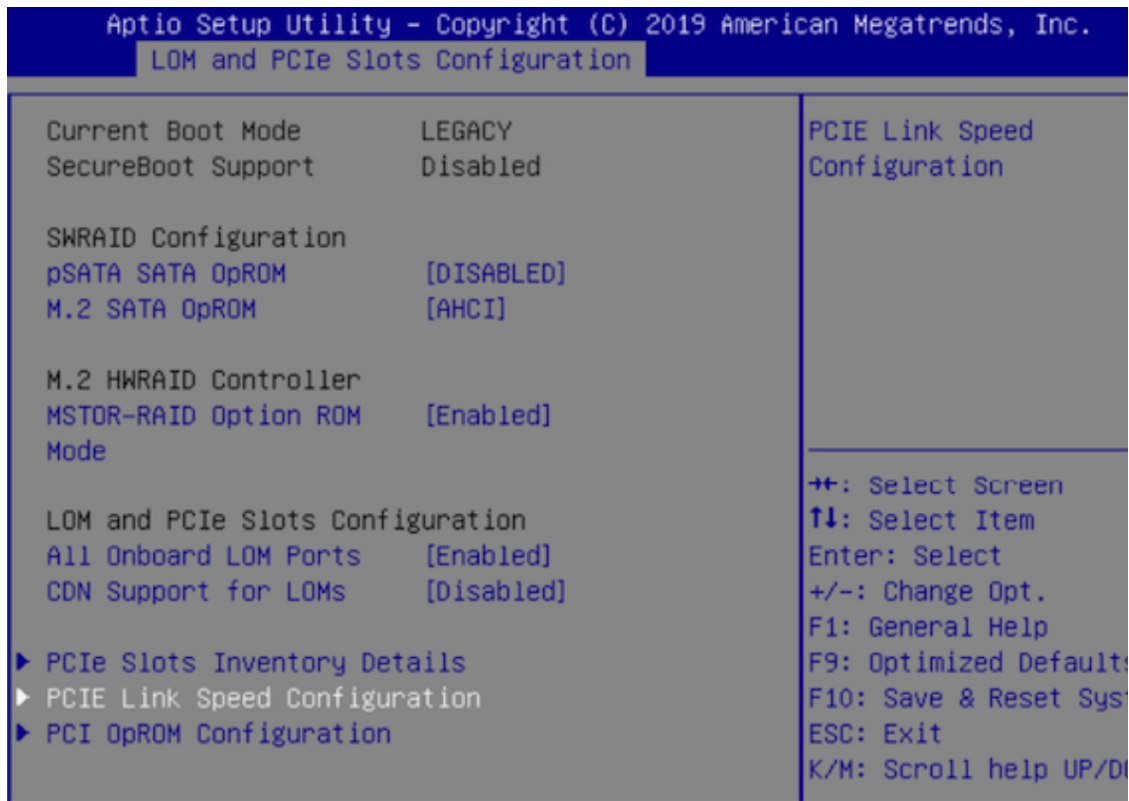 Aptio Setup Utility – Copyright (C) 2019 American Megatrends, Inc.
LOM and PCIe Slots Configuration
Current Boot Mode LEGACY
SecureBoot Support Disabled
SWRAID Configuration
pSATA SATA OpROM [DISABLED]
M.2 SATA OpROM [AHCI]
M.2 HWRAID Controller
MSTOR-RAID Option ROM [Enabled]
Mode
LOM and PCIe Slots Configuration
All Onboard LOM Ports [Enabled]
CDN Support for LOMs [Disabled]
▶ PCIe Slots Inventory Details
▶ PCIE Link Speed Configuration
▶ PCI OpROM Configuration
PCIE Link Speed
Configuration
→←: Select Screen
↑↓: Select Item
Enter: Select
+/-: Change Opt.
F1: General Help
F9: Optimized Defaults
F10: Save & Reset Syst
ESC: Exit
K/M: Scroll help UP/DO